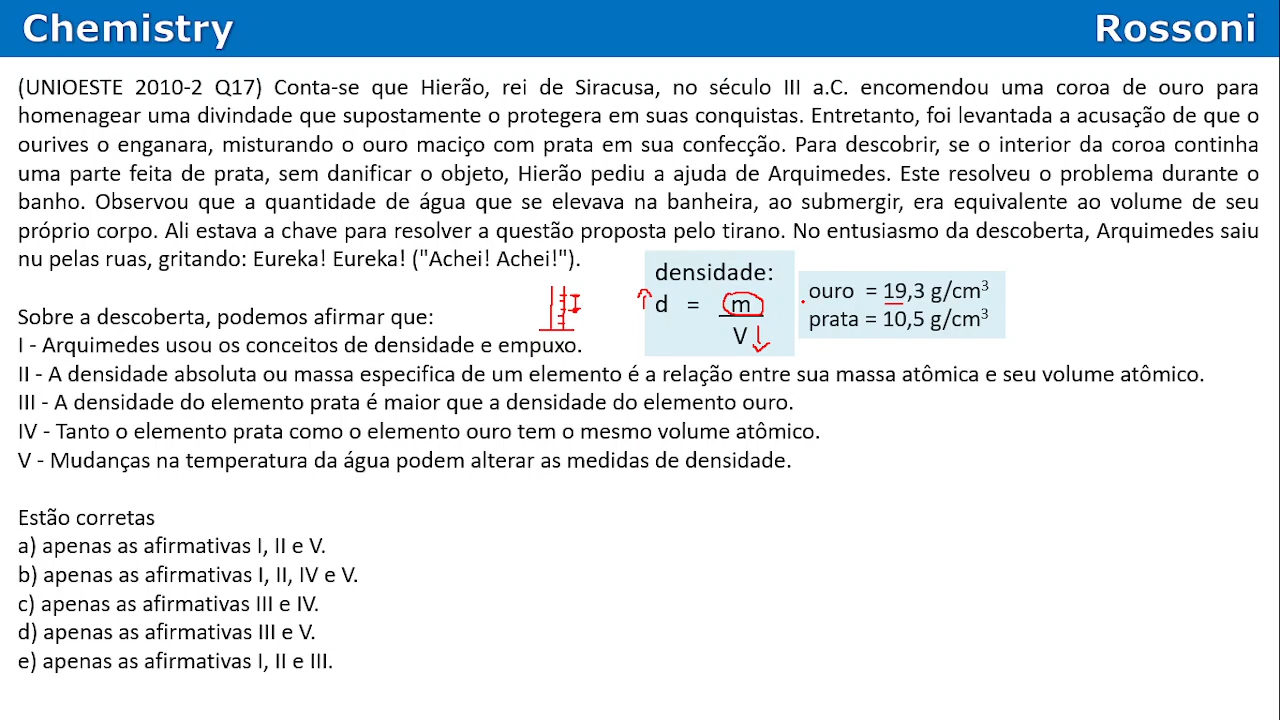 Chemistry Rossoni
(UNIOESTE 2010-2 Q17) Conta-se que Hierão, rei de Siracusa, no século III a.C. encomendou uma coroa de ouro para
homenagear uma divindade que supostamente o protegera em suas conquistas. Entretanto, foi levantada a acusação de que o
ourives o enganara, misturando o ouro maciço com prata em sua confecção. Para descobrir, se o interior da coroa continha
uma parte feita de prata, sem danificar o objeto, Hierão pediu a ajuda de Arquimedes. Este resolveu o problema durante o
banho. Observou que a quantidade de água que se elevava na banheira, ao submergir, era equivalente ao volume de seu
próprio corpo. Ali estava a chave para resolver a questão proposta pelo tirano. No entusiasmo da descoberta, Arquimedes saiu
nu pelas ruas, gritando: Eureka! Eureka! ("Achei! Achei!").
densidade:
d = m
V
ouro = 19,3 g/cm³
prata = 10,5 g/cm³
Sobre a descoberta, podemos afirmar que:
I - Arquimedes usou os conceitos de densidade e empuxo.
II - A densidade absoluta ou massa especifica de um elemento é a relação entre sua massa atômica e seu volume atômico.
III - A densidade do elemento prata é maior que a densidade do elemento ouro.
IV - Tanto o elemento prata como o elemento ouro tem o mesmo volume atômico.
V - Mudanças na temperatura da água podem alterar as medidas de densidade.
Estão corretas
a) apenas as afirmativas I, II e V.
b) apenas as afirmativas I, II, IV e V.
c) apenas as afirmativas III e IV.
d) apenas as afirmativas III e V.
e) apenas as afirmativas I, II e III.